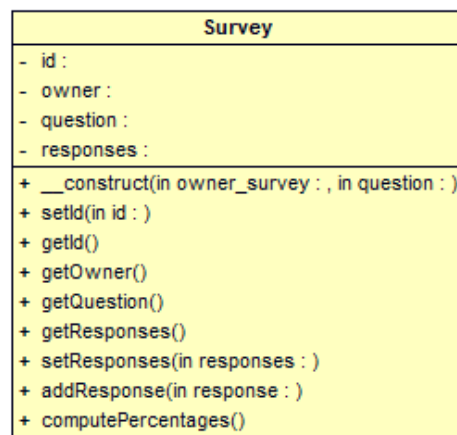 Survey
- id :
- owner :
- question :
- responses :
+ __construct(in owner_survey : , in question : )
+ setId(in id : )
+ getId()
+ getOwner()
+ getQuestion()
+ getResponses()
+ setResponses(in responses : )
+ addResponse(in response : )
+ computePercentages()